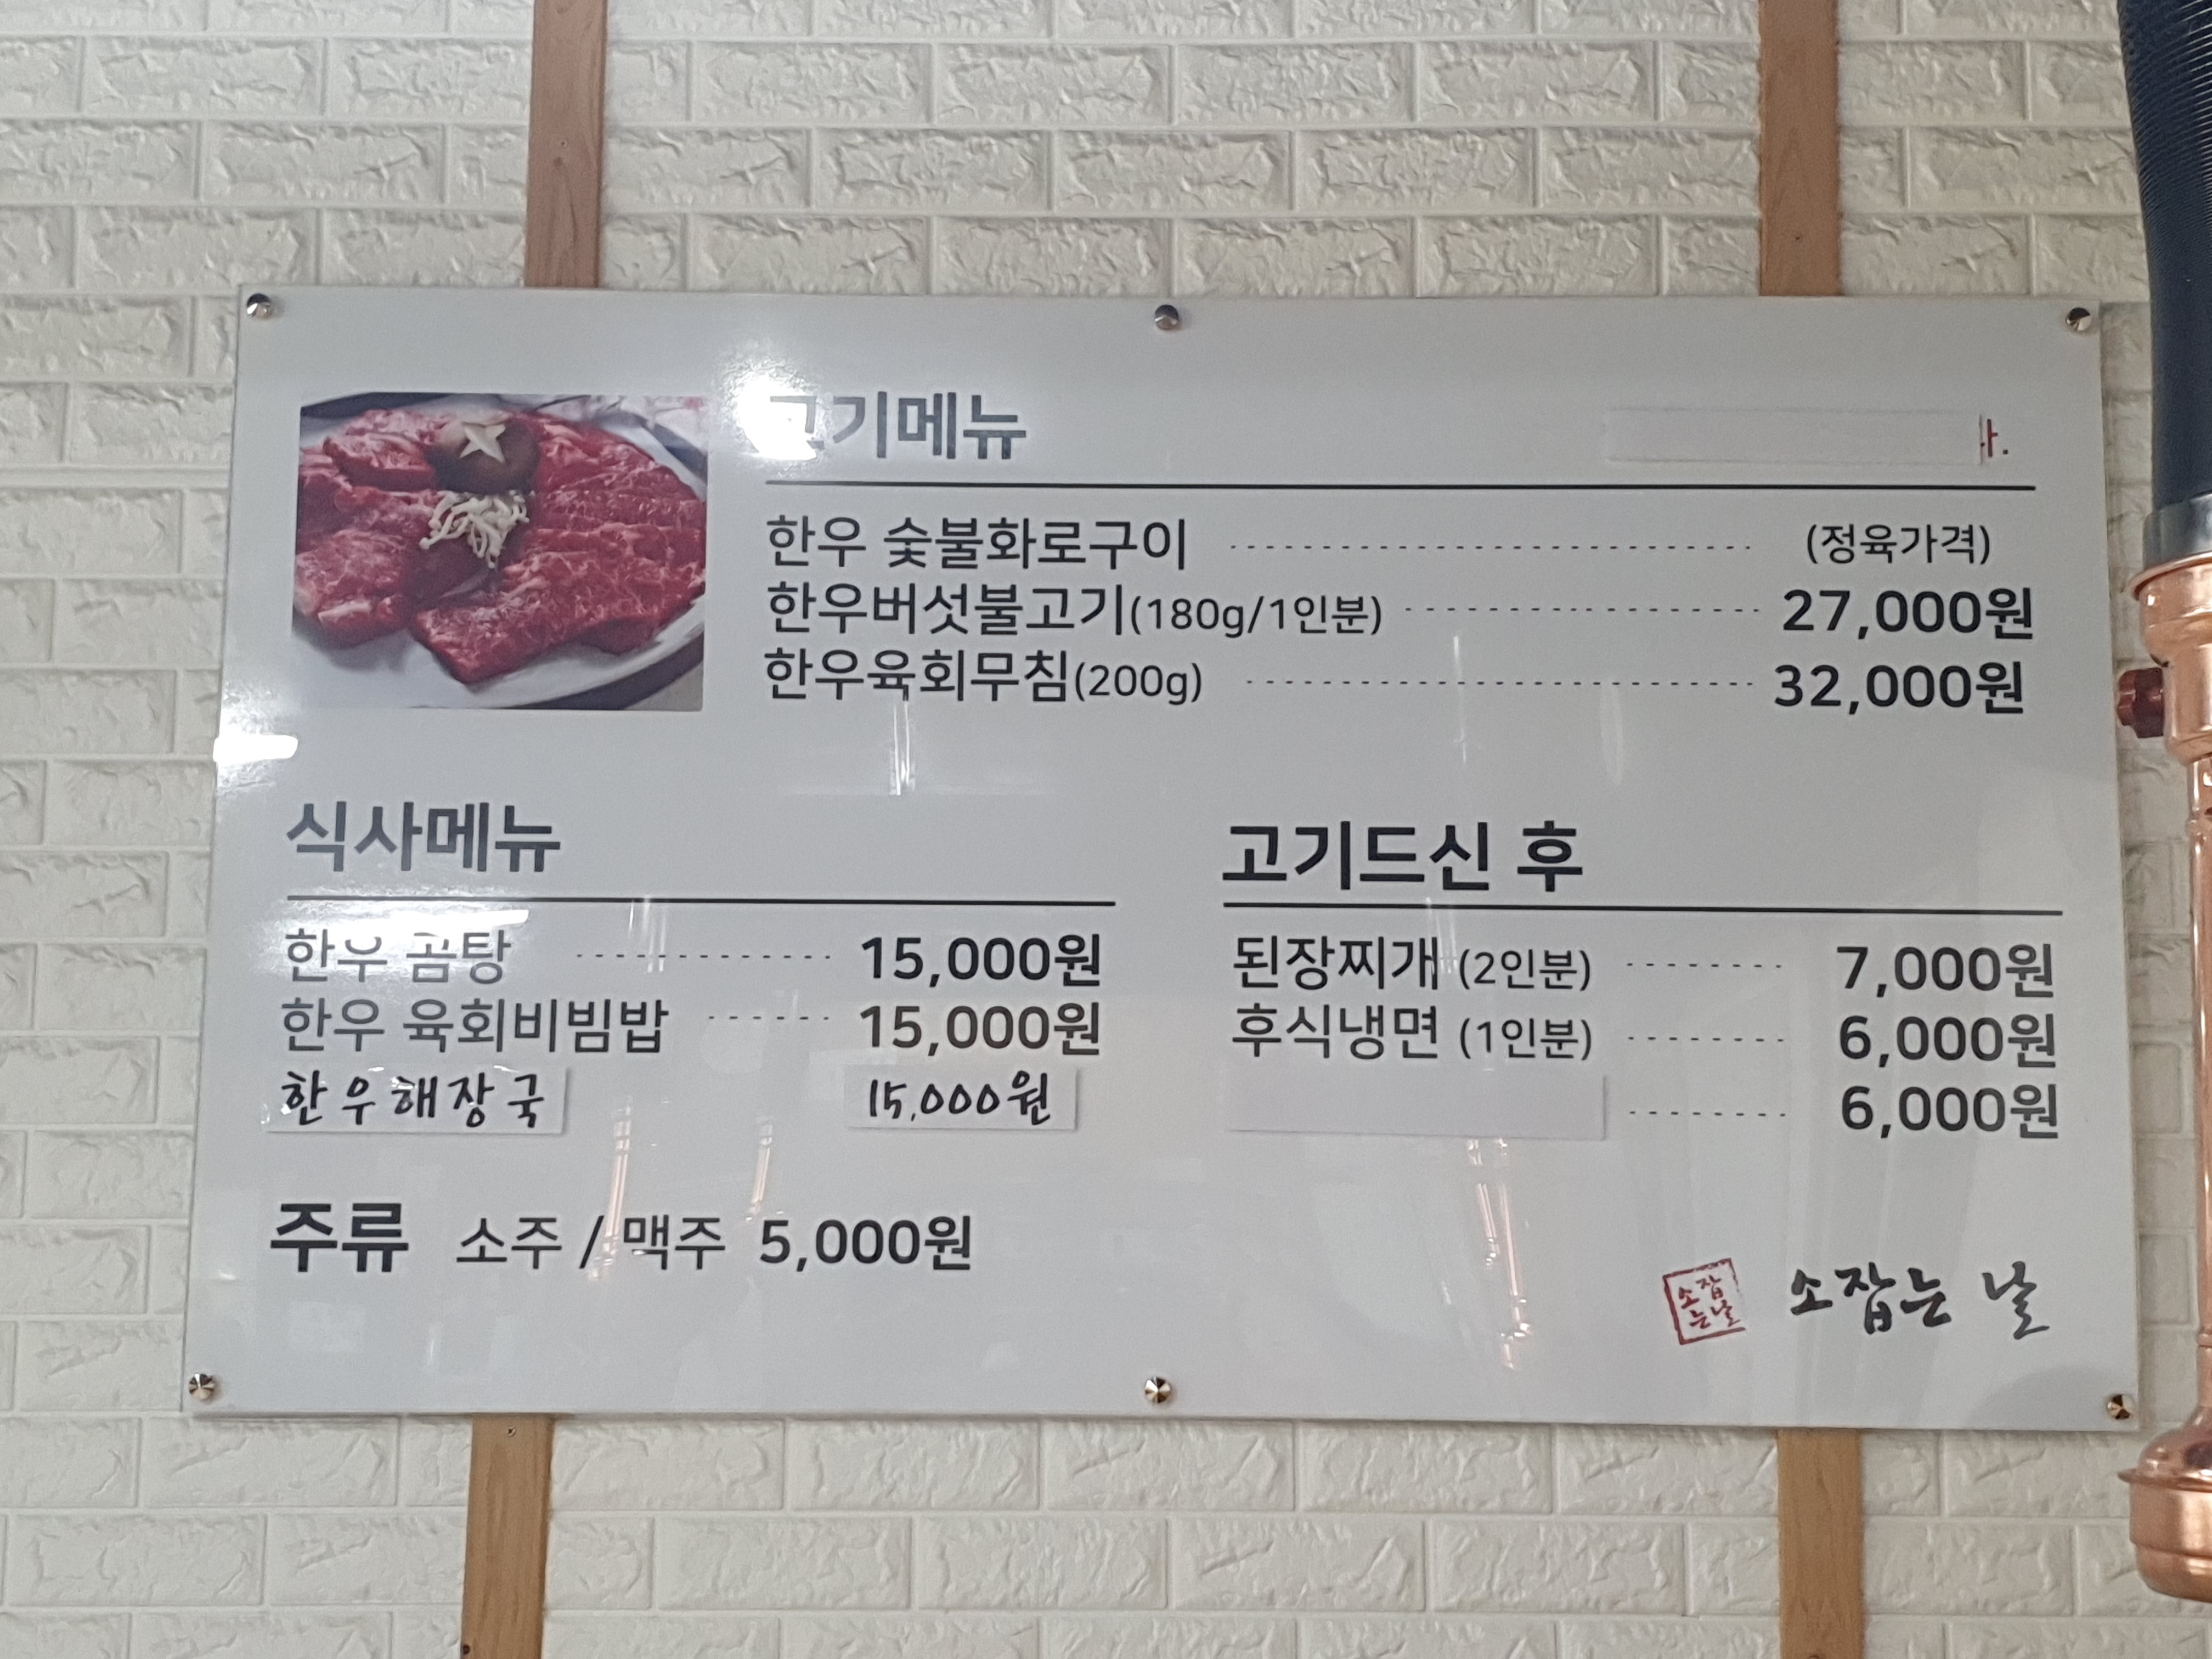 고기메뉴
한우 숯불화로구이 (정육가격)
한우버섯불고기(180g/1인분) 27,000원
한우육회무침(200g) 32,000원
식사메뉴
한우 곰탕 15,000원
한우 육회비빔밥 15,000원
한우해장국 15,000원
고기드신 후
된장찌개 (2인분) 7,000원
후식냉면 (1인분) 6,000원
6,000원
주류 소주 / 맥주 5,000원
소잡는날
소잡는 날